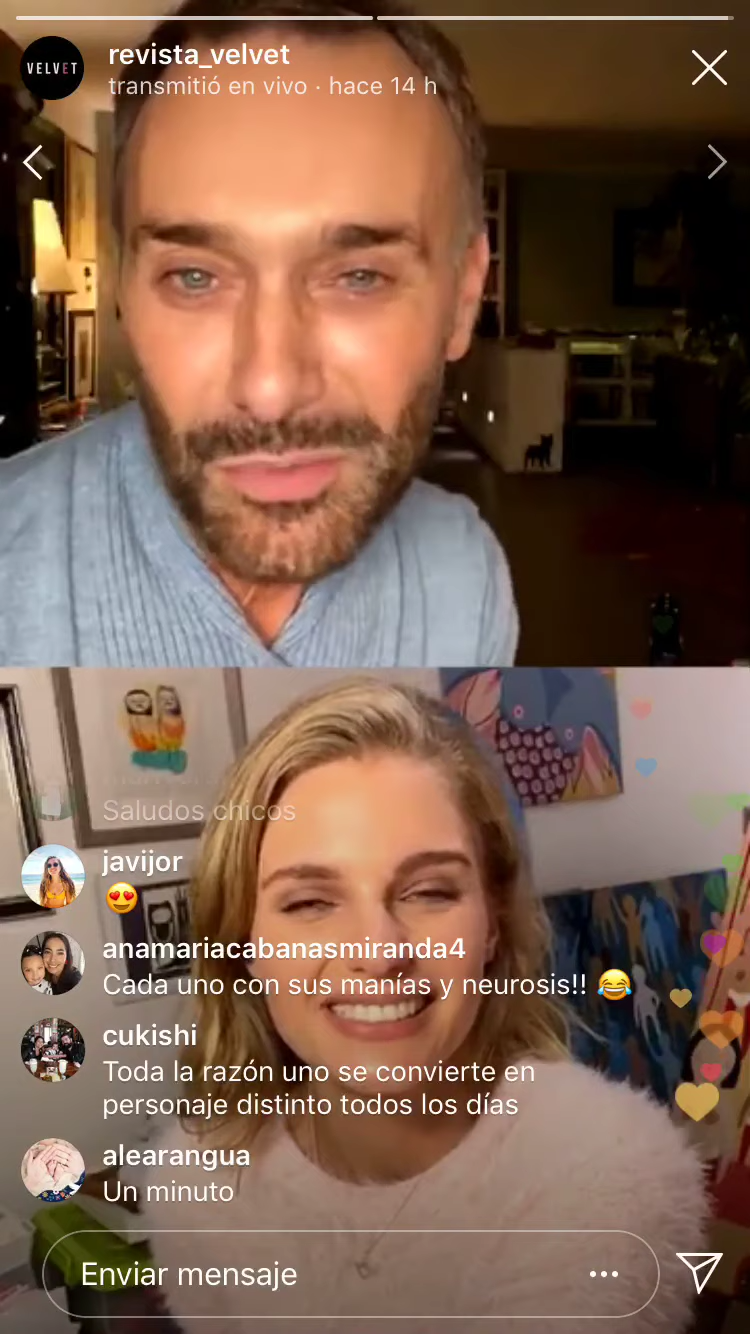 VELVET
revista_velvet
transmitió en vivo · hace 14 h
Saludos chicos
javijor
😍
anamariacabanasmiranda4
Cada uno con sus manías y neurosis!! 😂
cukishi
Toda la razón uno se convierte en
personaje distinto todos los días
alearangua
Un minuto
Enviar mensaje